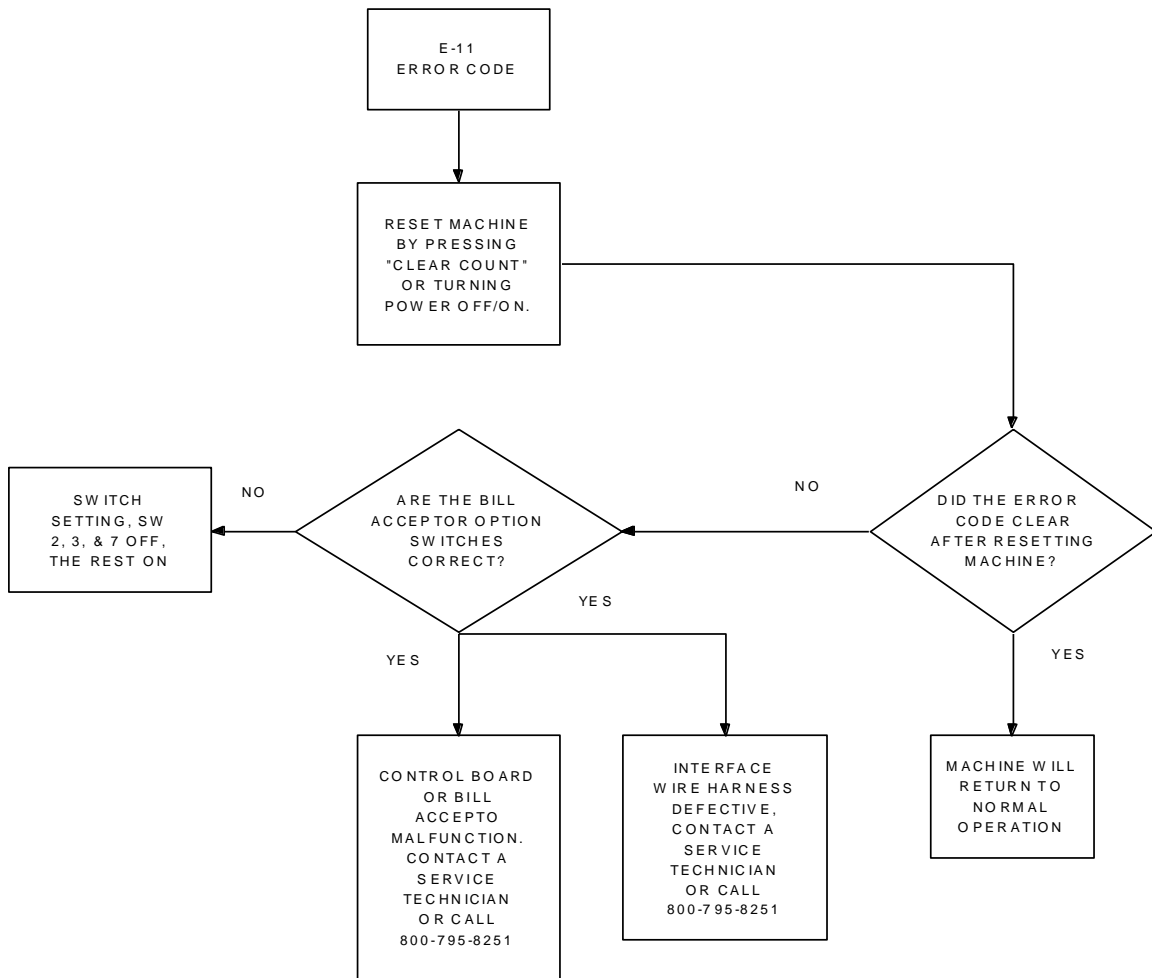 E-11
ERROR CODE
RESET MACHINE
BY PRESSING
"CLEAR COUNT"
OR TURNING
POWER OFF/ON.
DID THE ERROR
CODE CLEAR
AFTER RESETTING
MACHINE?
NO
YES
ARE THE BILL
ACCEPTOR OPTION
SWITCHES
CORRECT?
NO
SWITCH
SETTING, SW
2, 3, & 7 OFF,
THE REST ON
YES
YES
CONTROL BOARD
OR BILL
ACCEPTO
MALFUNCTION.
CONTACT A
SERVICE
TECHNICIAN
OR CALL
800-795-8251
INTERFACE
WIRE HARNESS
DEFECTIVE,
CONTACT A
SERVICE
TECHNICIAN
OR CALL
800-795-8251
MACHINE WILL
RETURN TO
NORMAL
OPERATION